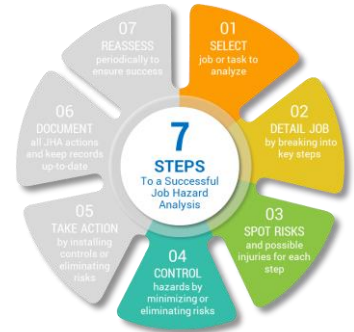 7
STEPS
To a Successful
Job Hazard
Analysis
01
SELECT
job or task to
analyze
02
DETAIL JOB
by breaking into
key steps
03
SPOT RISKS
and possible
injuries for each
step
04
CONTROL
hazards by
minimizing or
eliminating risks
05
TAKE ACTION
by installing
controls or
eliminating
risks
06
DOCUMENT
all JHA actions
and keep records
up-to-date
07
REASSESS
periodically to
ensure success